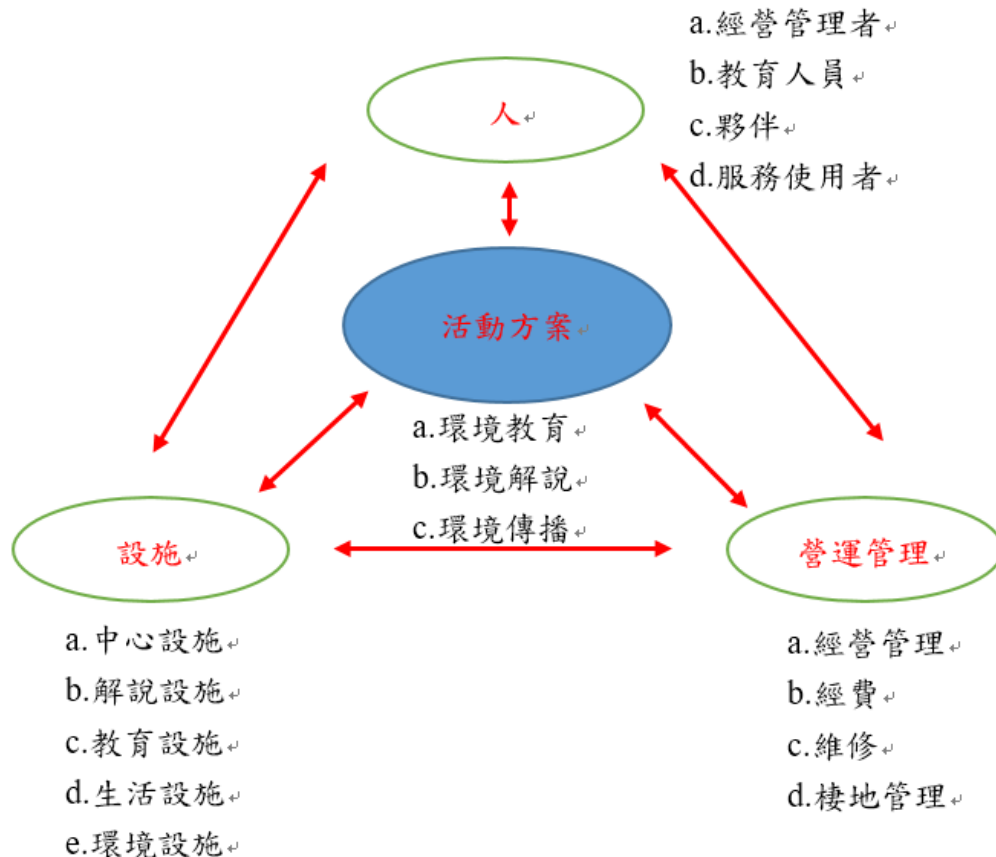 a.經營管理者
b.教育人員
c.夥伴
d.服務使用者
人
活動方案
a.環境教育
b.環境解說
c.環境傳播
設施
a.中心設施
b.解說設施
c.教育設施
d.生活設施
e.環境設施
營運管理
a.經營管理
b.經費
c.維修
d.棲地管理